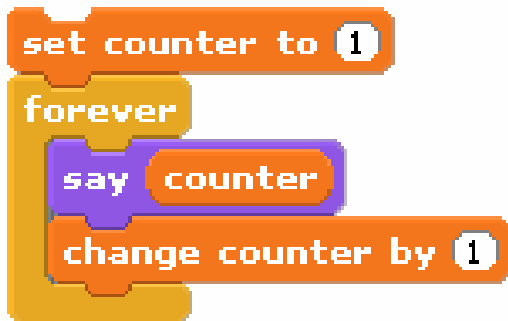 set counter to 1
forever
say counter
change counter by 1